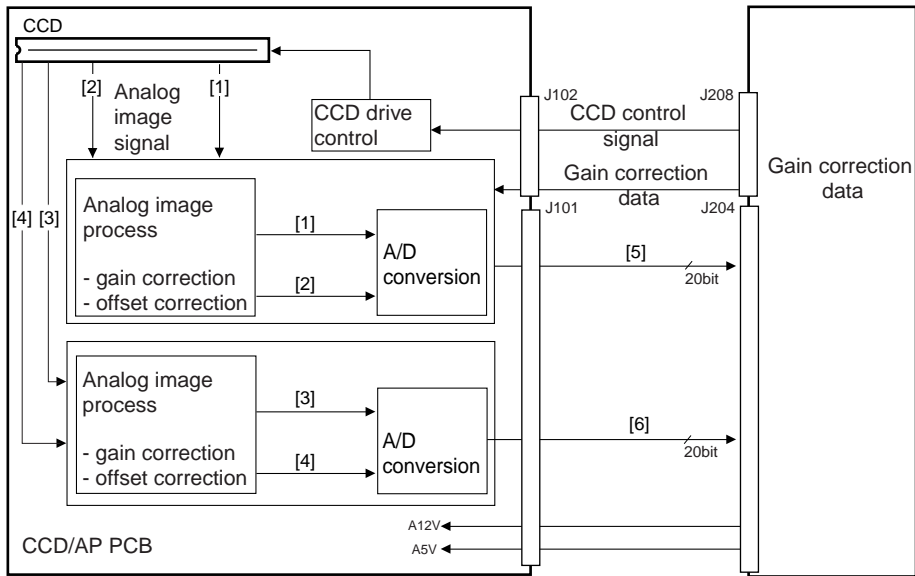 CCD
[2]
Analog
image
signal
[1]
CCD drive
control
J102
J208
CCD control
signal
Gain correction
data
Gain correction
data
[4]
[3]
Analog image
process
- gain correction
- offset correction
[1]
[2]
A/D
conversion
J101
J204
[5]
20bit
Analog image
process
- gain correction
- offset correction
[3]
[4]
A/D
conversion
[6]
20bit
A12V
A5V
CCD/AP PCB